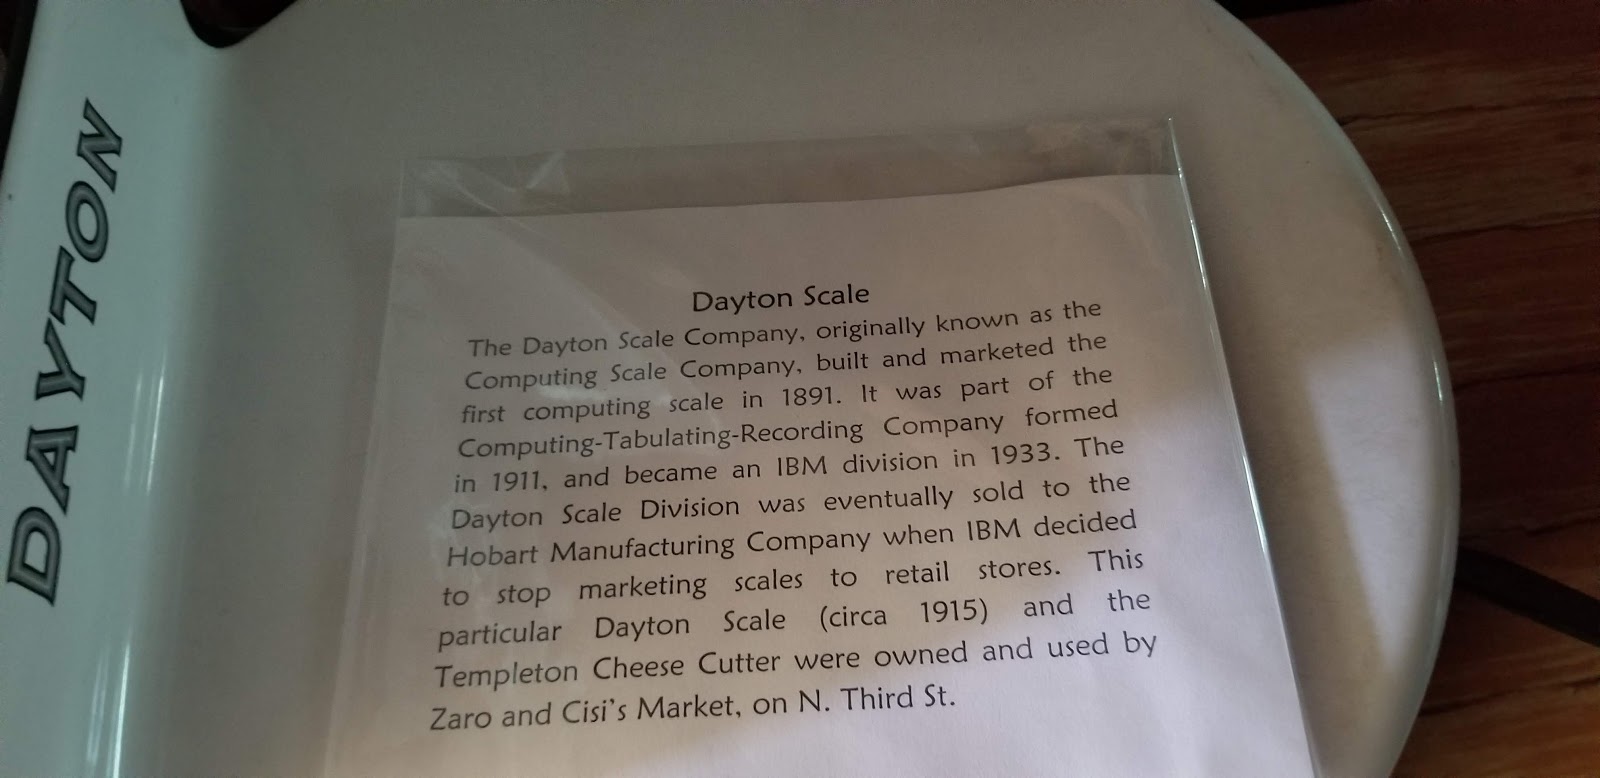 DAYTON
Dayton Scale
The Dayton Scale Company, originally known as the
Computing Scale Company, built and marketed the
first computing scale in 1891. It was part of the
Computing-Tabulating-Recording Company formed
in 1911, and became an IBM division in 1933. The
Dayton Scale Division was eventually sold to the
Hobart Manufacturing Company when IBM decided
to stop marketing scales to retail stores. This
particular Dayton Scale (circa 1915) and the
Templeton Cheese Cutter were owned and used by
Zaro and Cisi's Market, on N. Third St.